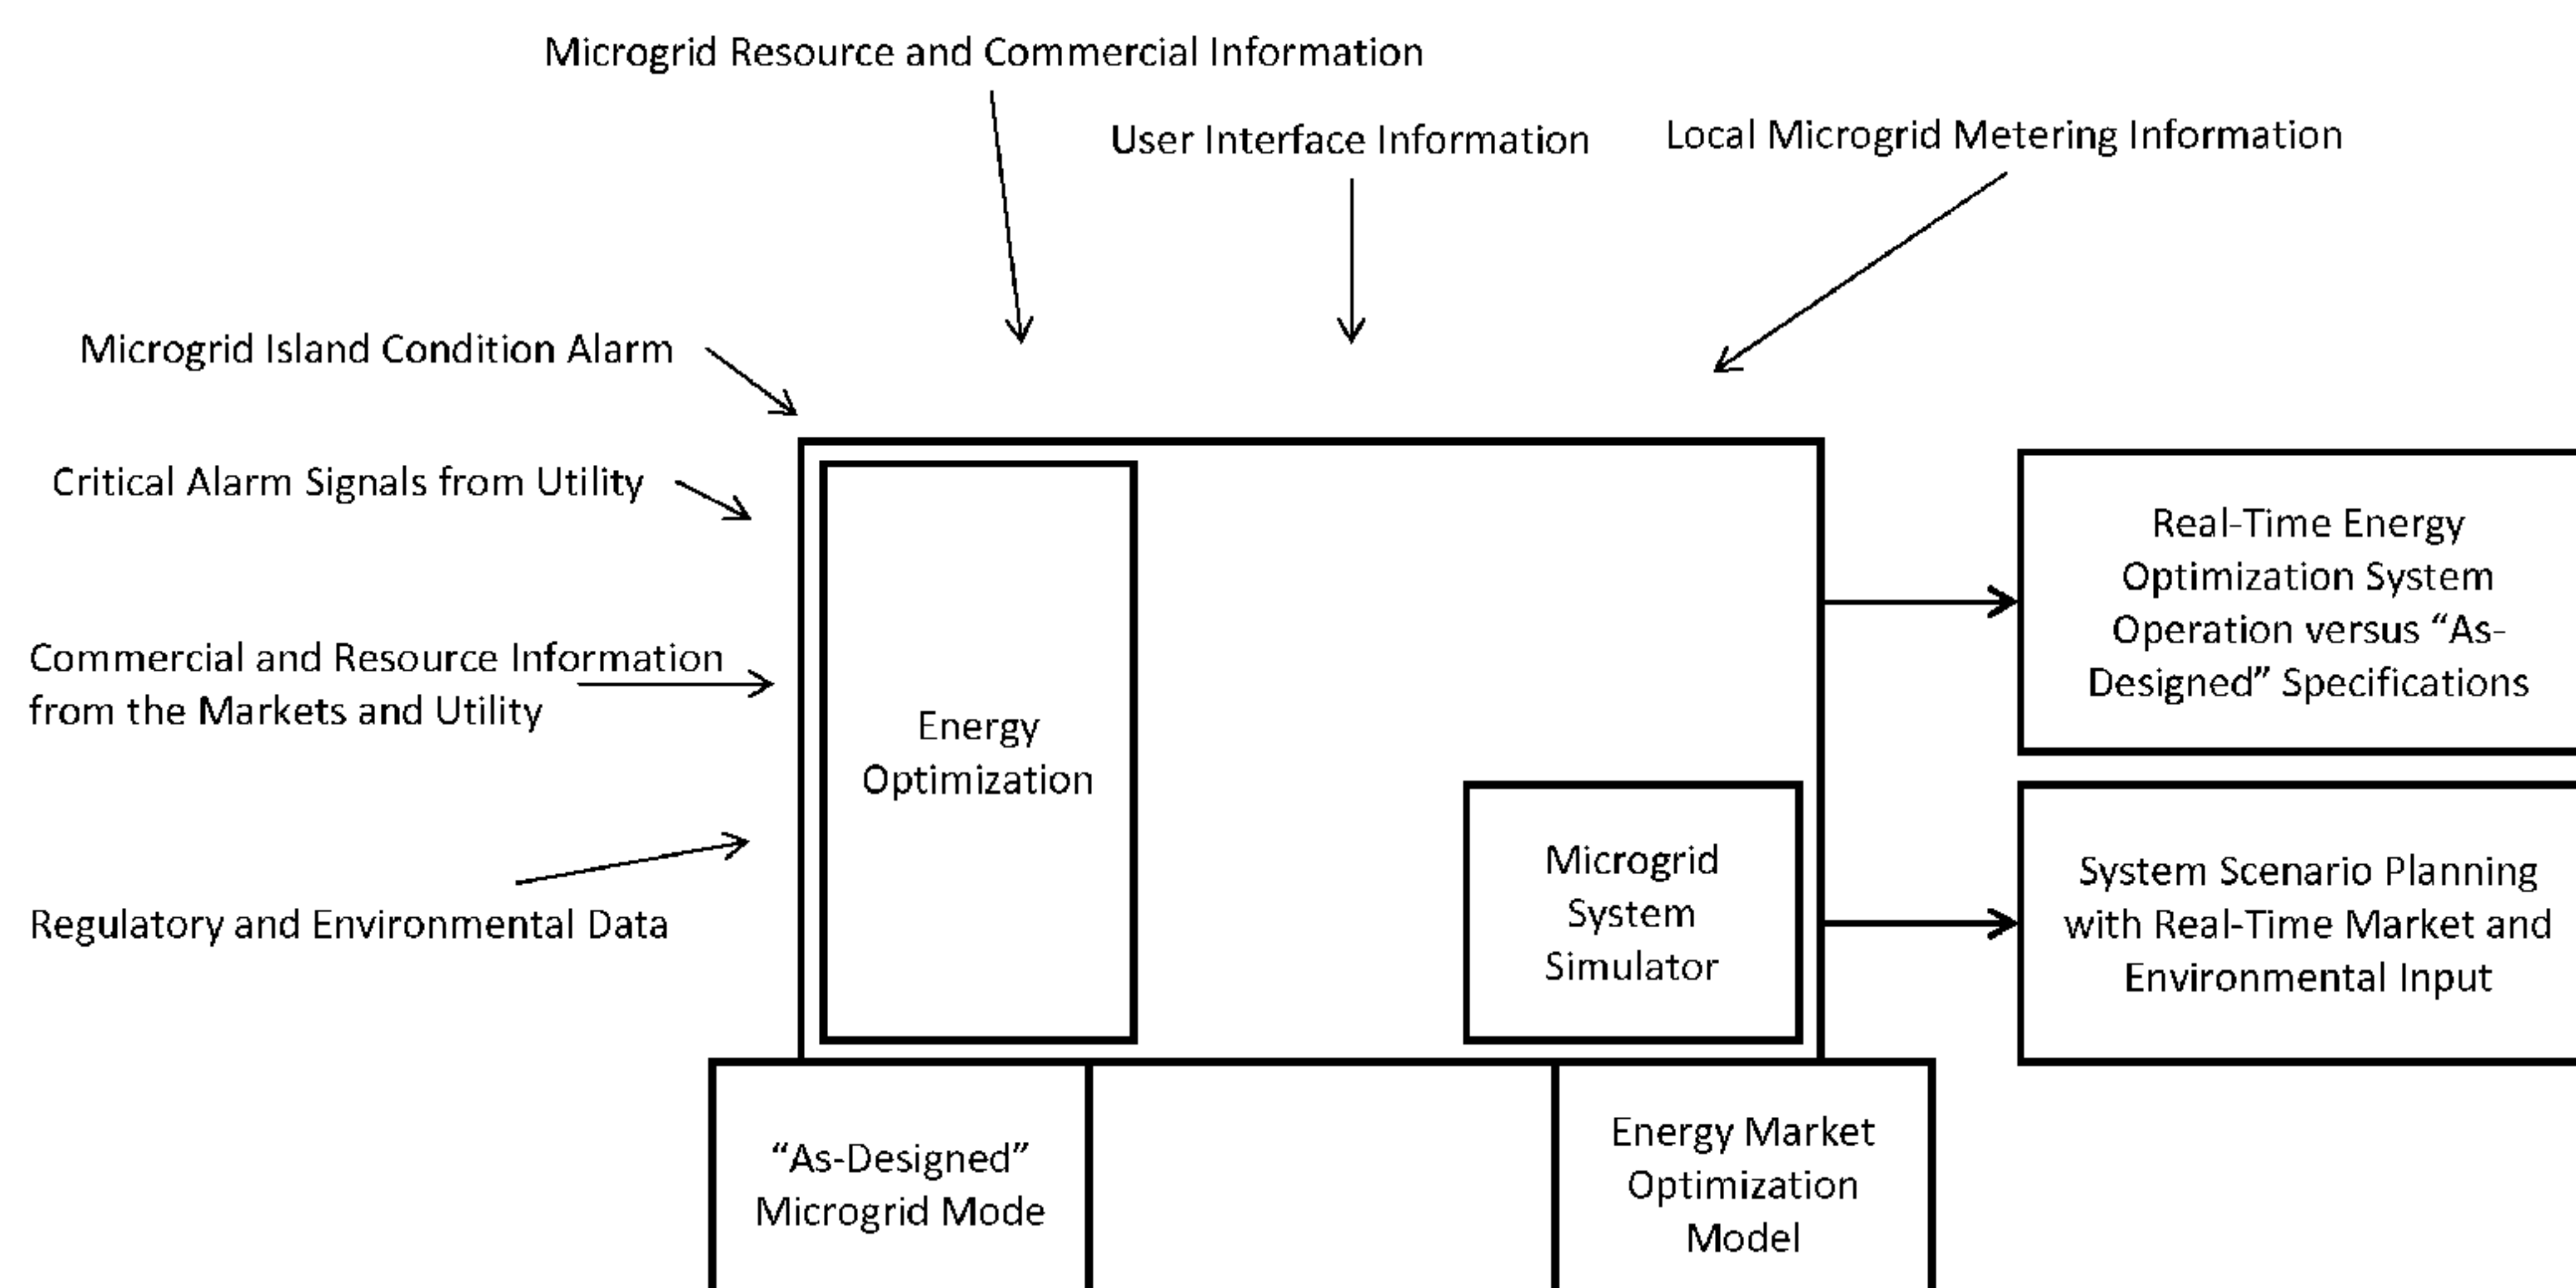 Microgrid Resource and Commercial Information
User Interface Information
Local Microgrid Metering Information
Microgrid Island Condition Alarm
Critical Alarm Signals from Utility
Commercial and Resource Information
from the Markets and Utility
Regulatory and Environmental Data
Energy
Optimization
Microgrid
System
Simulator
Real-Time Energy
Optimization System
Operation versus “As-
Designed” Specifications
System Scenario Planning
with Real-Time Market and
Environmental Input
“As-Designed”
Microgrid Mode
Energy Market
Optimization
Model